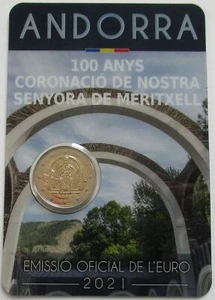 ANDORRA
100 ANYS
CORONACIÓ DE NOSTRA
SENYORA DE MERITXELL
EMISSIÓ OFICIAL DE L'EURO
2021